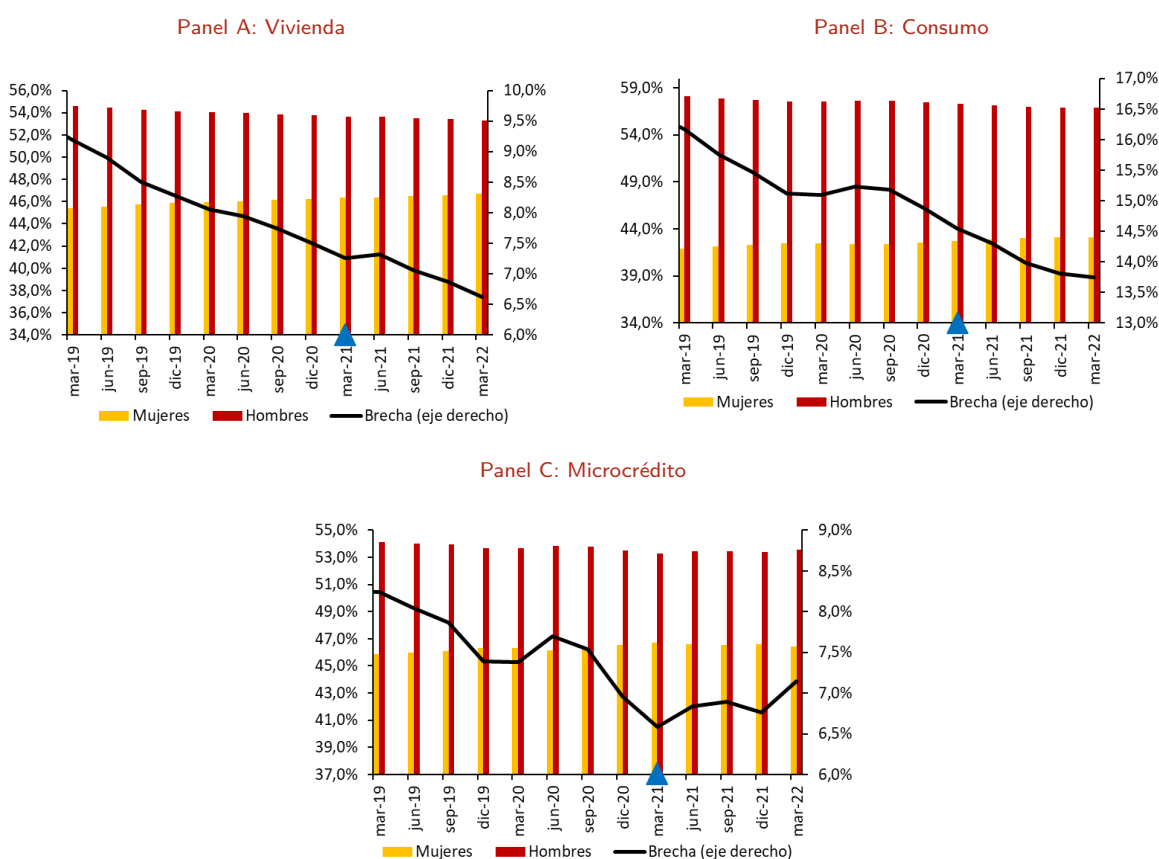 Panel A: Vivienda
56,0%
54,0%
52,0%
50,0%
48,0%
46,0%
44,0%
42,0%
40,0%
38,0%
36,0%
34,0%
10,0%
9,5%
9,0%
8,5%
8,0%
7,5%
7,0%
6,5%
6,0%
mar-19
jun-19
sep-19
dic-19
mar-20
jun-20
sep-20
dic-20
mar-21
jun-21
sep-21
dic-21
mar-22
Mujeres Hombres Brecha (eje derecho)
Panel B: Consumo
59,0%
54,0%
49,0%
44,0%
39,0%
34,0%
17,0%
16,5%
16,0%
15,5%
15,0%
14,5%
14,0%
13,5%
13,0%
mar-19
jun-19
sep-19
dic-19
mar-20
jun-20
sep-20
dic-20
mar-21
jun-21
sep-21
dic-21
mar-22
Mujeres Hombres Brecha (eje derecho)
Panel C: Microcrédito
55,0%
53,0%
51,0%
49,0%
47,0%
45,0%
43,0%
41,0%
39,0%
37,0%
9,0%
8,5%
8,0%
7,5%
7,0%
6,5%
6,0%
mar-19
jun-19
sep-19
dic-19
mar-20
jun-20
sep-20
dic-20
mar-21
jun-21
sep-21
dic-21
mar-22
Mujeres Hombres Brecha (eje derecho)